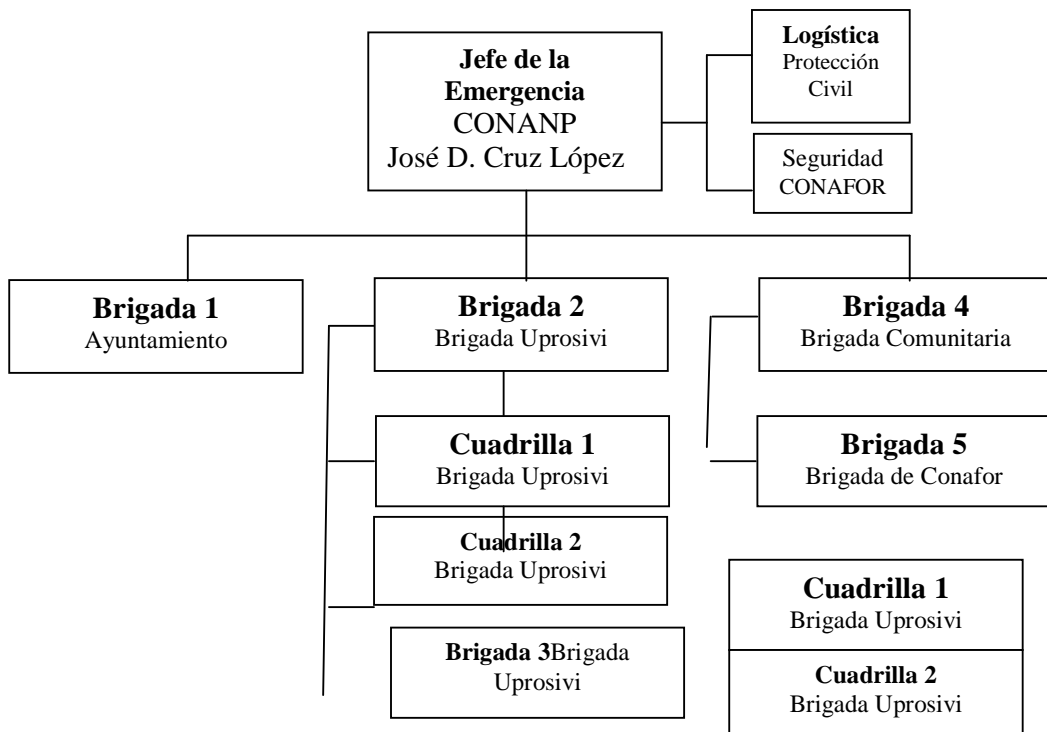 Jefe de la
Emergencia
CONANP
José D. Cruz López
Logística
Protección
Civil
Seguridad
CONAFOR
Brigada 1
Ayuntamiento
Brigada 2
Brigada Uprosivi
Brigada 4
Brigada Comunitaria
Cuadrilla 1
Brigada Uprosivi
Brigada 5
Brigada de Conafor
Cuadrilla 2
Brigada Uprosivi
Brigada 3Brigada
Uprosivi
Cuadrilla 1
Brigada Uprosivi
Cuadrilla 2
Brigada Uprosivi